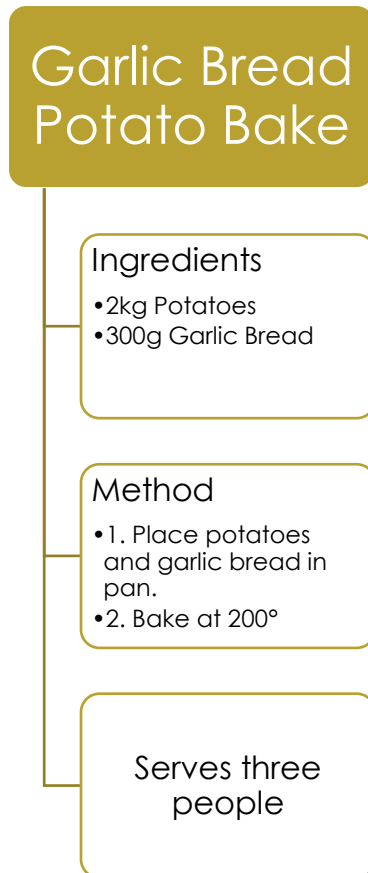 Garlic Bread
Potato Bake
Ingredients
•2kg Potatoes
•300g Garlic Bread
Method
•1. Place potatoes
and garlic bread in
pan.
•2. Bake at 200°
Serves three
people